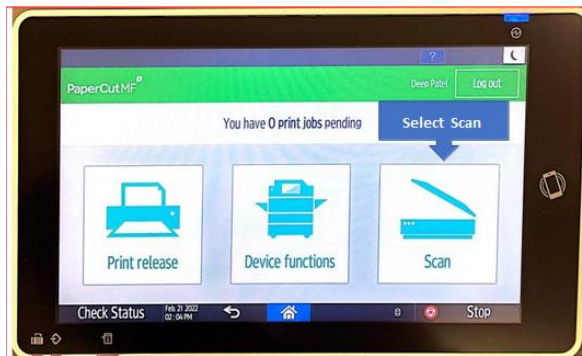 ?
PaperCut MF
Deep Patel
Log out
You have 0 print jobs pending
Select Scan
Print release
Device functions
Scan
Check Status
Feb. 21 2022
02:04 PM
Stop